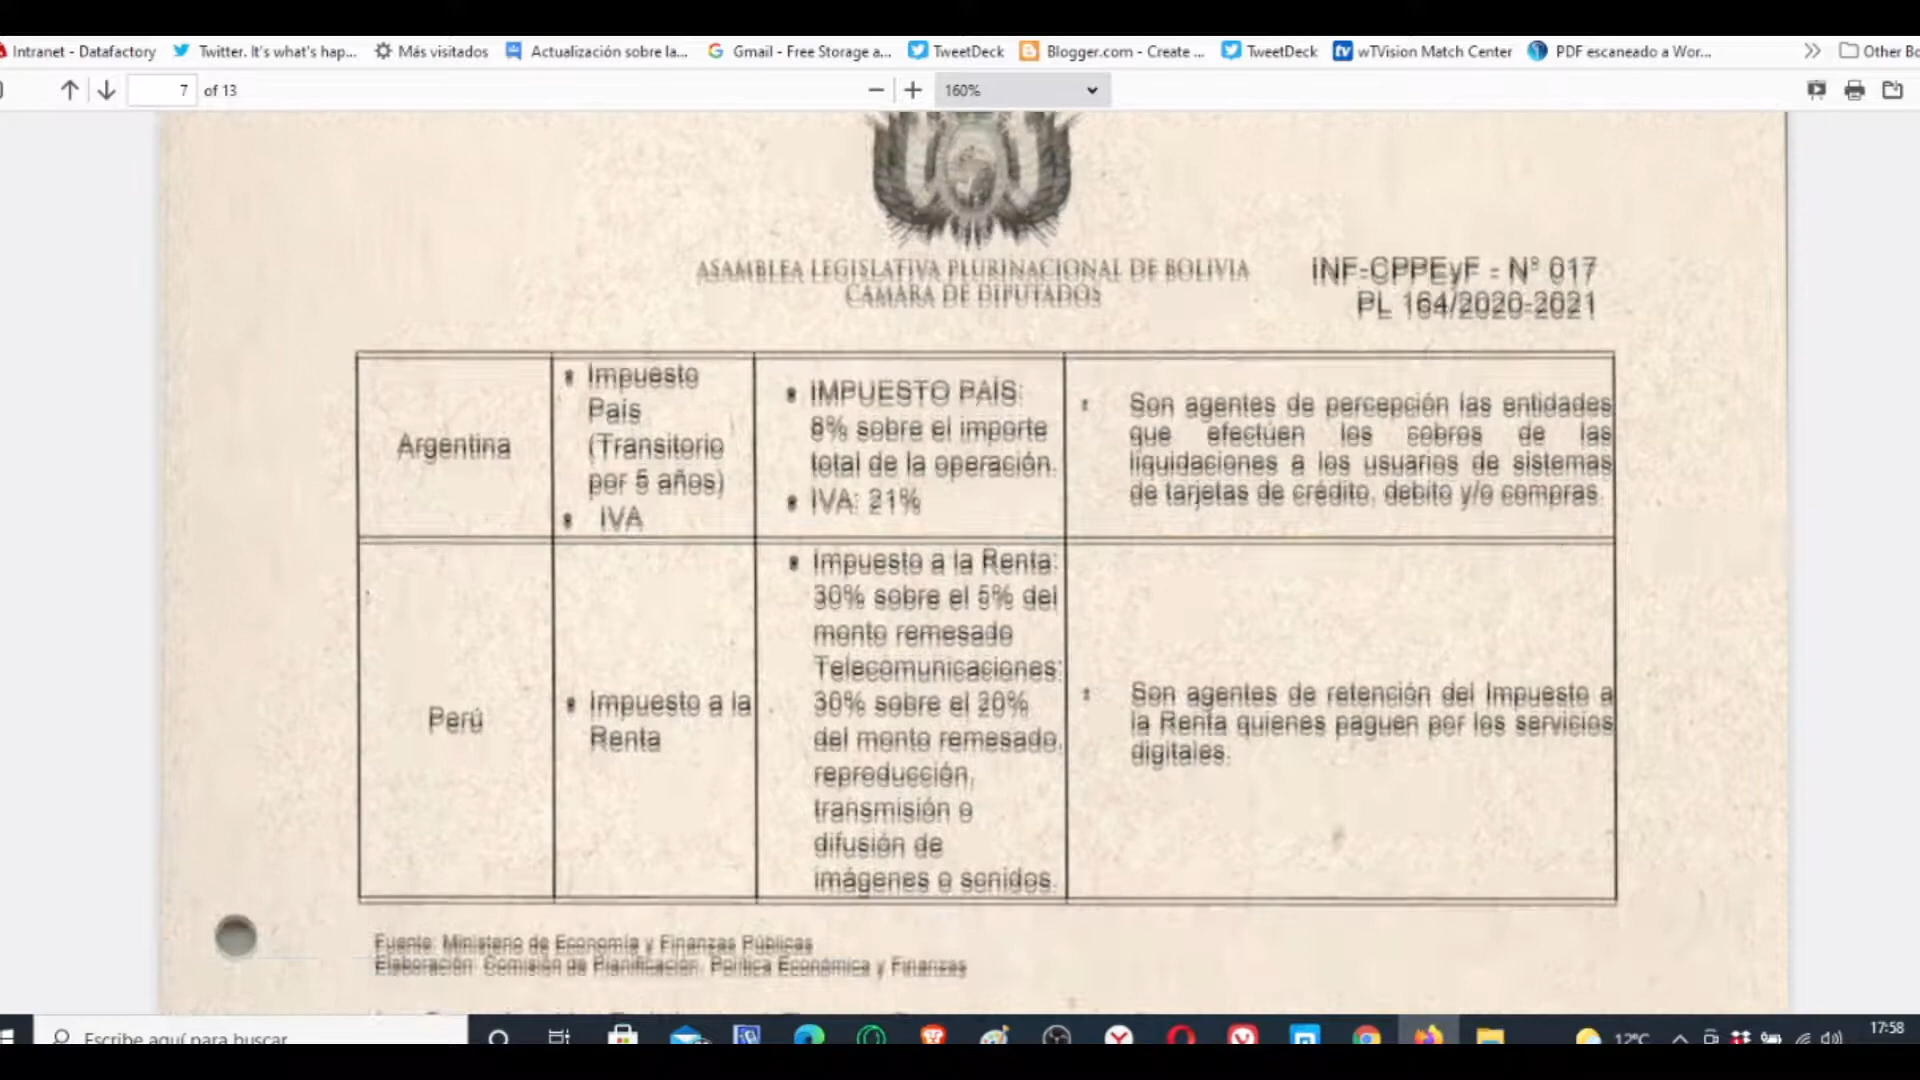 Intranet - Datafactory
Twitter. It's what's hap...
Más visitados
Actualización sobre la...
Gmail - Free Storage a...
TweetDeck
Blogger.com - Create ...
TweetDeck
wTVision Match Center
PDF escaneado a Wor...
Other Bo
7 of 13
160%
ASAMBLEA LEGISLATIVA PLURINACIONAL DE BOLIVIA
CÁMARA DE DIPUTADOS
INF-CPPEyF - N° 017
PL 164/2020-2021
Argentina
• Impuesto
País
(Transitorio
por 5 años)
• IVA
• IMPUESTO PAÍS:
8% sobre el importe
total de la operación.
• IVA: 21%
Son agentes de percepción las entidades
que efectúen los cobros de las
liquidaciones a los usuarios de sistemas
de tarjetas de crédito, debito y/o compras.
Perú
• Impuesto a la
Renta
• Impuesto a la Renta:
30% sobre el 5% del
monto remesado
Telecomunicaciones:
30% sobre el 20%
del monto remesado,
reproducción,
transmisión o
difusión de
imágenes o sonidos.
Son agentes de retención del Impuesto a
la Renta quienes paguen por los servicios
digitales.
Fuente: Ministerio de Economía y Finanzas Públicas
Elaboración: Comisión de Planificación, Política Económica y Finanzas
Escribe aquí para buscar
12°C
17:58